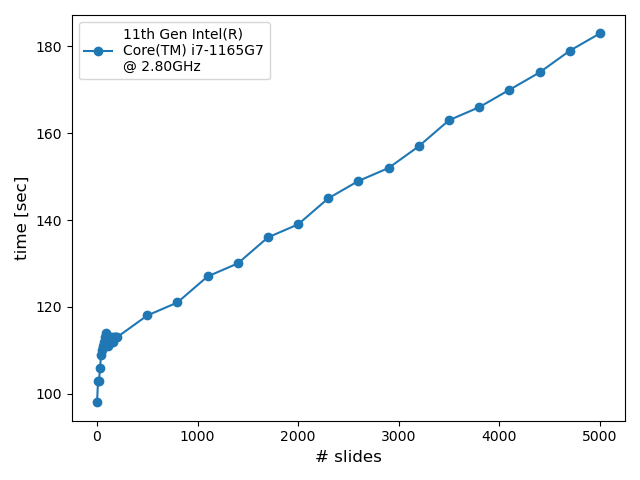 11th Gen Intel(R)
Core(TM) i7-1165G7
@ 2.80GHz
180
160
140
120
100
time [sec]
0 1000 2000 3000 4000 5000
# slides